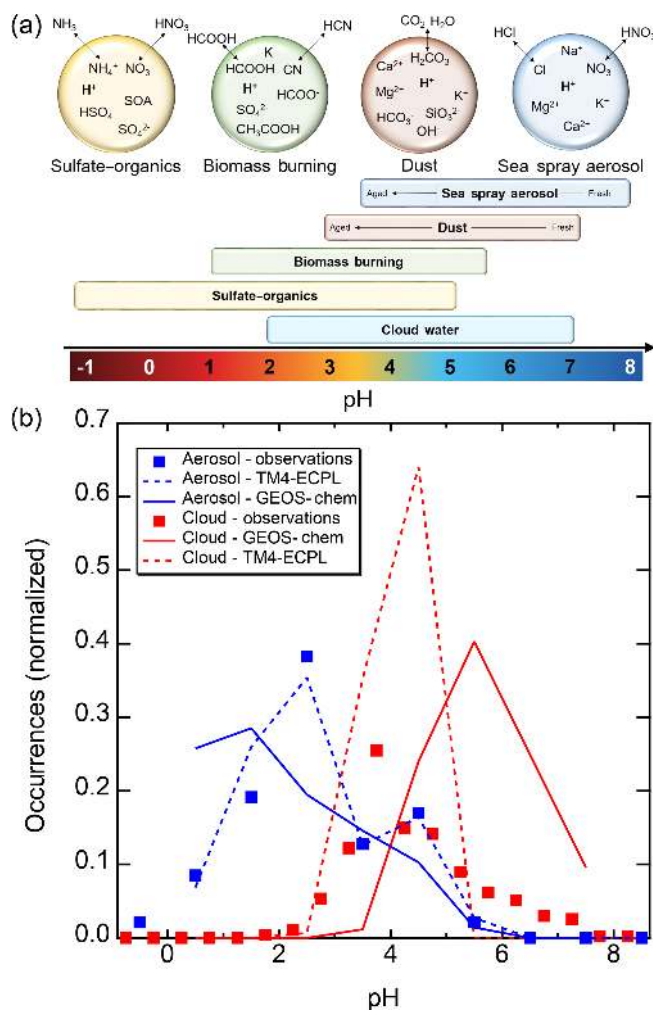 (a)
NH₃
HNO₃
HCOOH
HCN
CO₂ H₂O
HCl
HNO₃
NH₄⁺ NO₃
H⁺
SOA
HSO₄
SO₄²⁻
K
HCOOH CN
H⁺
HCOO⁻
SO₄²⁻
CH₃COOH
H₂CO₃
Ca²⁺
H⁺
Mg²⁺
K⁺
HCO₃⁻ SiO₃²⁻
OH⁻
Na⁺
Cl NO₃
H⁺
Mg²⁺ K⁺
Ca²⁺
Sulfate–organics Biomass burning Dust Sea spray aerosol
Aged Sea spray aerosol Fresh
Aged Dust Fresh
Biomass burning
Sulfate–organics
Cloud water
-1 0 1 2 3 4 5 6 7 8
pH
(b)
0.7
0.6
0.5
0.4
0.3
0.2
0.1
0.0
Occurrences (normalized)
Aerosol - observations
Aerosol - TM4-ECPL
Aerosol - GEOS-chem
Cloud - observations
Cloud - GEOS-chem
Cloud - TM4-ECPL
0 2 4 6 8
pH